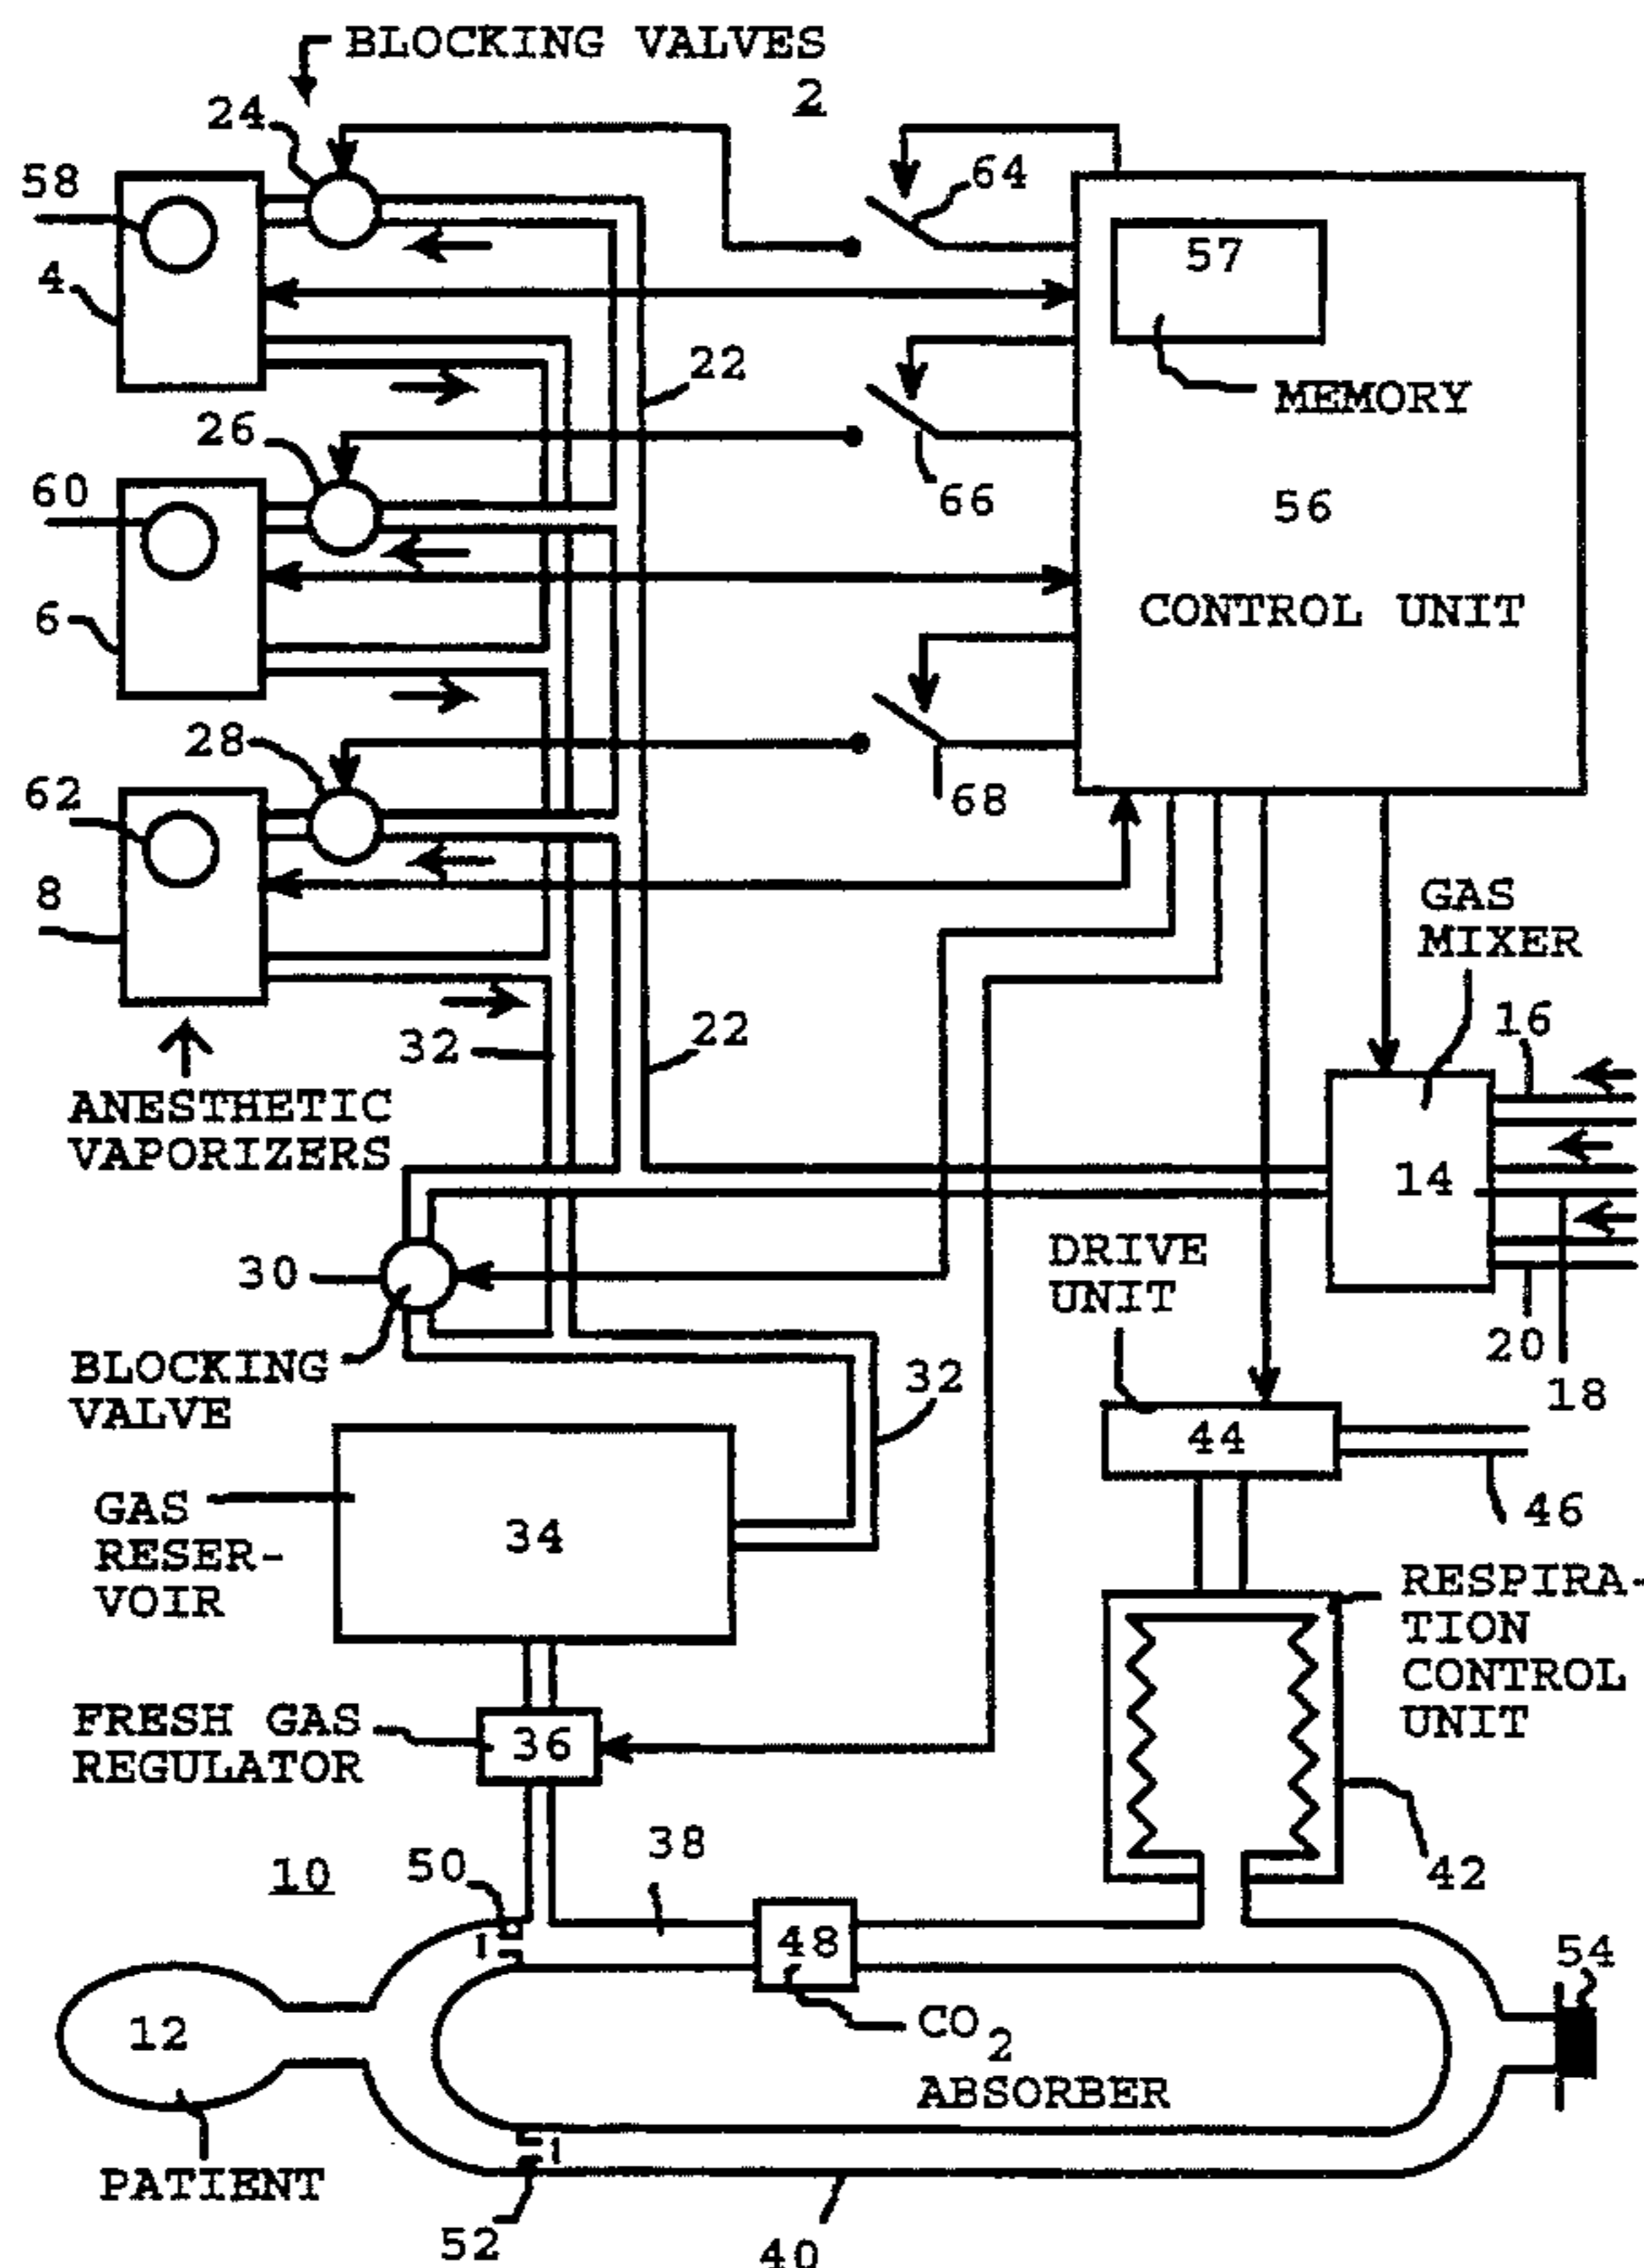 BLOCKING VALVES
2
24
58
64
57
4
22
MEMORY
26
60
66
56
6
CONTROL UNIT
28
62
68
8
GAS
MIXER
16
32
22
ANESTHETIC
VAPORIZERS
14
30
DRIVE
UNIT
20
18
BLOCKING
VALVE
32
44
46
GAS
RESER-
VOIR
34
RESPIRA-
TION
CONTROL
UNIT
FRESH GAS
REGULATOR
36
38
50
10
42
48
54
12
CO2
ABSORBER
PATIENT
52
40